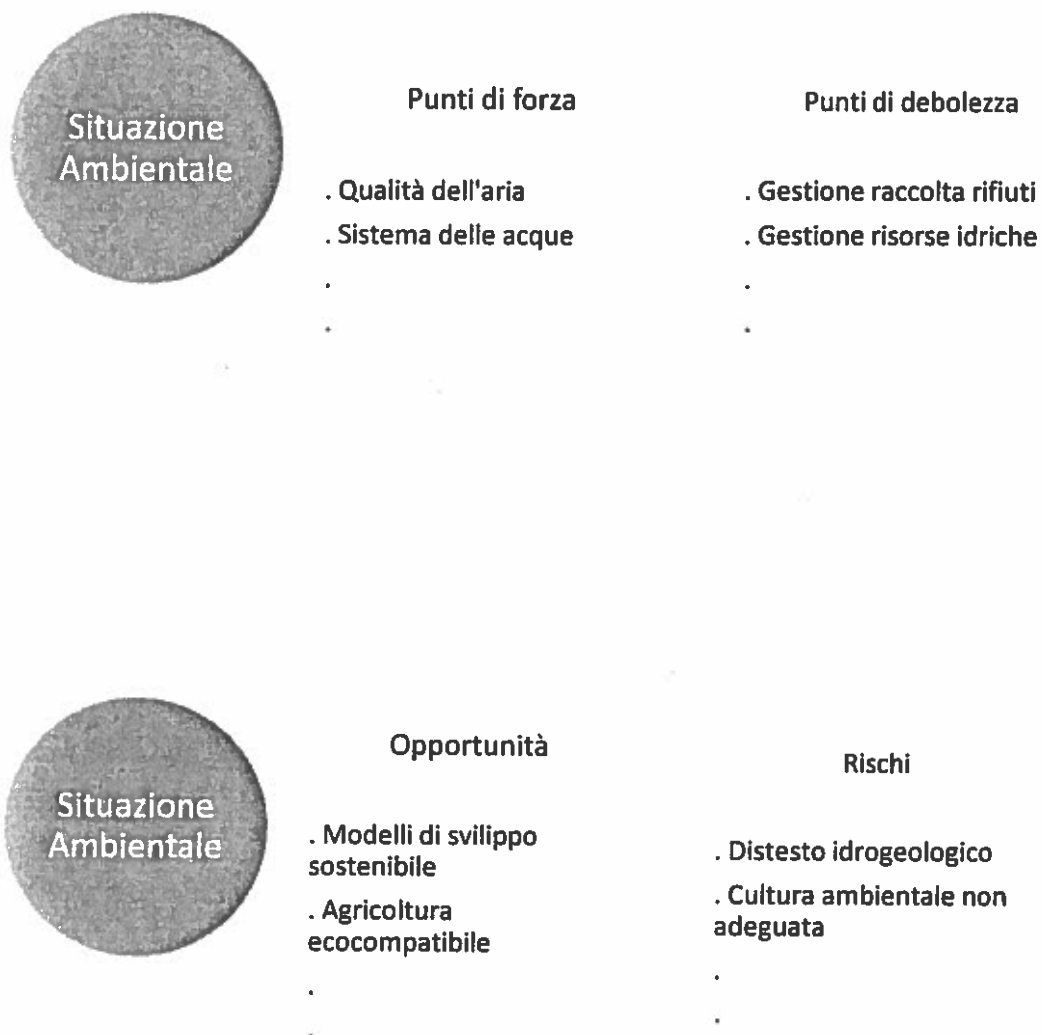 Situazione
Ambientale
Punti di forza
. Qualità dell'aria
. Sistema delle acque
.
.
Punti di debolezza
. Gestione raccolta rifiuti
. Gestione risorse idriche
.
.
Situazione
Ambientale
Opportunità
. Modelli di svilippo
sostenibile
. Agricoltura
ecocompatibile
.
.
Rischi
. Distesto idrogeologico
. Cultura ambientale non
adeguata
.
.